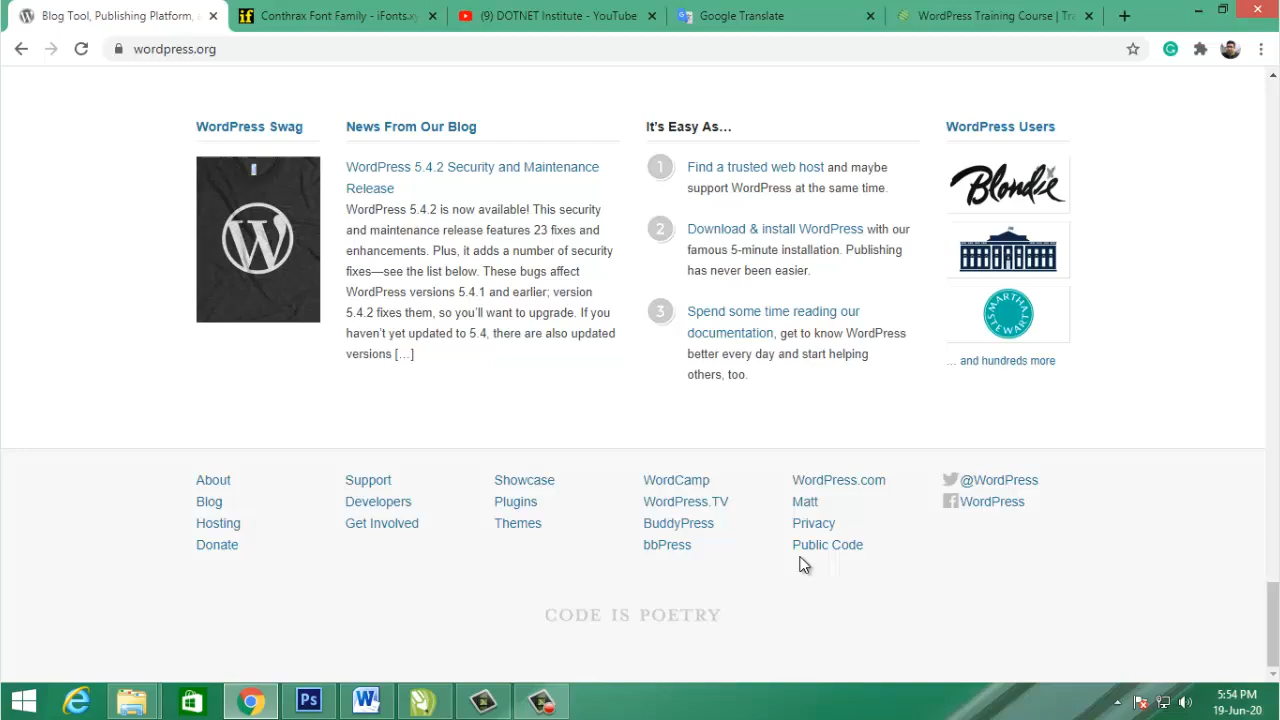 Blog Tool, Publishing Platform, a
Conthrax Font Family - iFonts.xy
(9) DOTNET Institute - YouTube
Google Translate
WordPress Training Course | Tra
wordpress.org
WordPress Swag
News From Our Blog
WordPress 5.4.2 Security and Maintenance
Release
WordPress 5.4.2 is now available! This security
and maintenance release features 23 fixes and
enhancements. Plus, it adds a number of security
fixes—see the list below. These bugs affect
WordPress versions 5.4.1 and earlier; version
5.4.2 fixes them, so you’ll want to upgrade. If you
haven’t yet updated to 5.4, there are also updated
versions […]
It's Easy As…
1 Find a trusted web host and maybe
support WordPress at the same time.
2 Download & install WordPress with our
famous 5-minute installation. Publishing
has never been easier.
3 Spend some time reading our
documentation, get to know WordPress
better every day and start helping
others, too.
WordPress Users
Blondie
MARTHA STEWART
… and hundreds more
About
Blog
Hosting
Donate
Support
Developers
Get Involved
Showcase
Plugins
Themes
WordCamp
WordPress.TV
BuddyPress
bbPress
WordPress.com
Matt
Privacy
Public Code
@WordPress
WordPress
CODE IS POETRY
Ps
5:54 PM
19-Jun-20